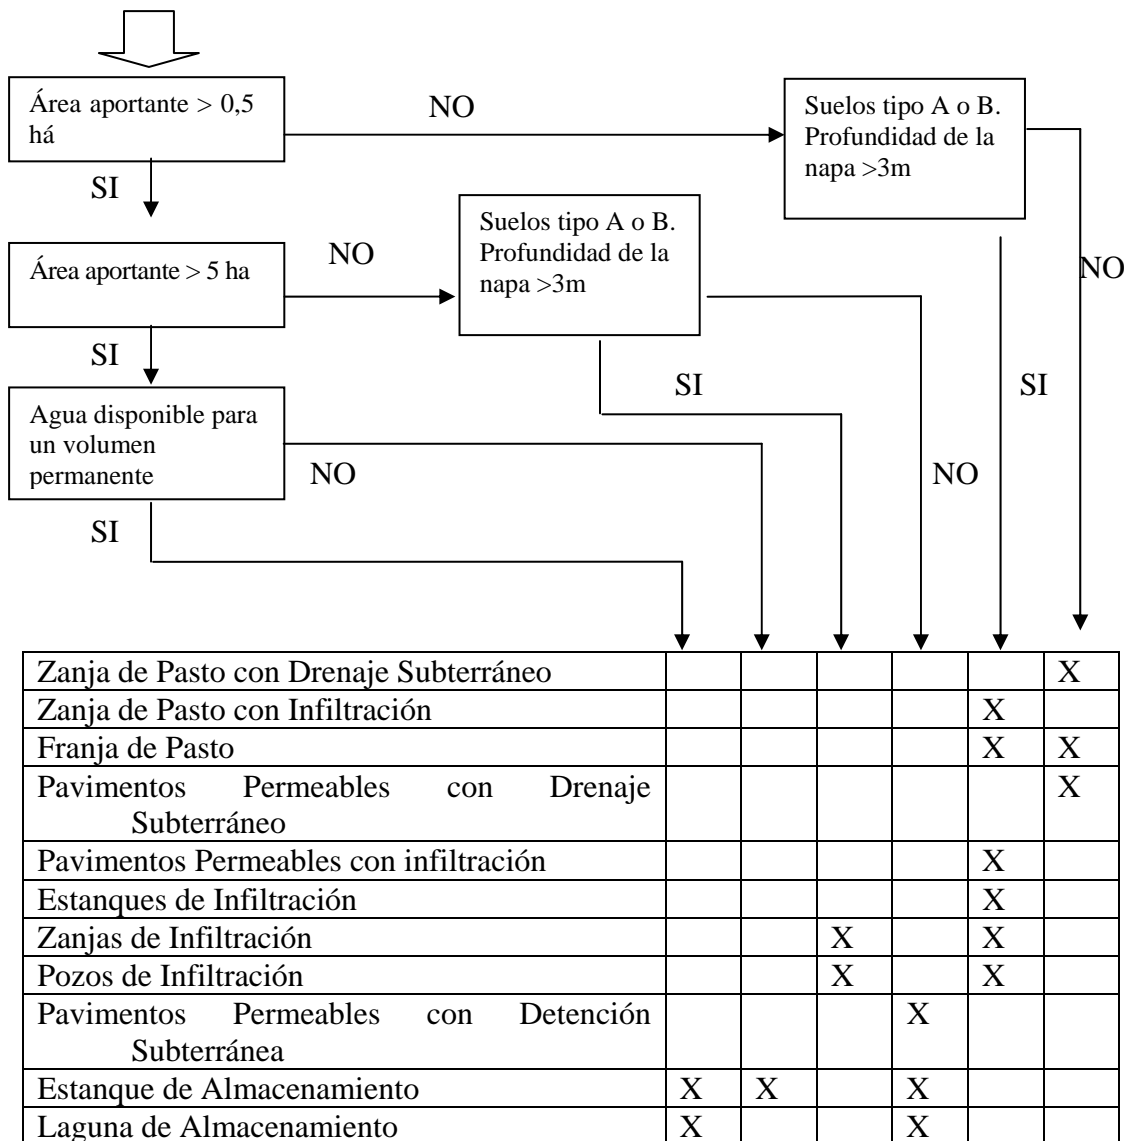 Área aportante > 0,5
há
NO
Suelos tipo A o B.
Profundidad de la
napa >3m
SI
Suelos tipo A o B.
Profundidad de la
napa >3m
NO
Área aportante > 5 ha
NO
SI
SI
SI
Agua disponible para
un volumen
permanente
NO
NO
SI
Zanja de Pasto con Drenaje Subterráneo X
Zanja de Pasto con Infiltración X
Franja de Pasto X X
Pavimentos Permeables con Drenaje X
Subterráneo
Pavimentos Permeables con infiltración X
Estanques de Infiltración X
Zanjas de Infiltración X X
Pozos de Infiltración X X
Pavimentos Permeables con Detención X
Subterránea
Estanque de Almacenamiento X X X
Laguna de Almacenamiento X X